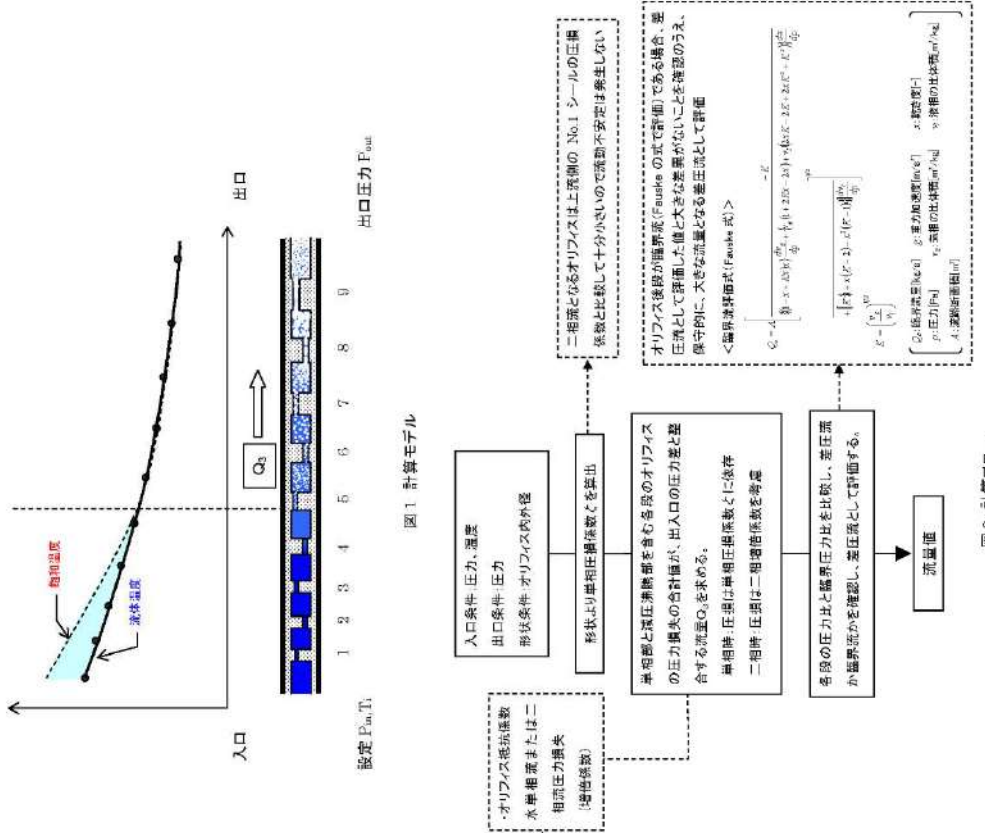 飽和温度
流体温度
入口
出口
Q₃
1 2 3 4 5 6 7 8 9
設定 Pin,Ti
出口圧力 Pout
図1 計算モデル
入口条件:圧力、温度
出口条件:圧力
形状条件:オリフィス内外径
形状より単相圧損係数ζを算出
二相流となるオリフィスは上流側の No.1 シールの圧損
係数と比較して十分小さいので流動不安定は発生しない
・オリフィス抵抗係数
水単相流または二
相流圧力損失
(増倍係数)
単相部と減圧沸騰部を含む各段のオリフィス
の圧力損失の合計値が、出入口の圧力差と整
合する流量Q₃を求める。
単相時:圧損は単相圧損係数ζに依存
二相時:圧損は二相増倍係数を考慮
各段の圧力比と臨界圧力比を比較し、差圧流
か臨界流かを確認し、差圧流として評価する。
オリフィス後段が臨界流(Fauske の式で評価)である場合、差
圧流として評価した値と大きな差異がないことを確認のうえ、
保守的に、大きな流量となる差圧流として評価
<臨界流評価式(Fauske 式)>
:臨界流量[kg/s] g:重力加速度[m/s²] x:乾き度[-]
p:圧力[Pa] :気相の比体積[m³/kg] :液相の比体積[m³/kg]
A:流路断面積[m²]
流量値